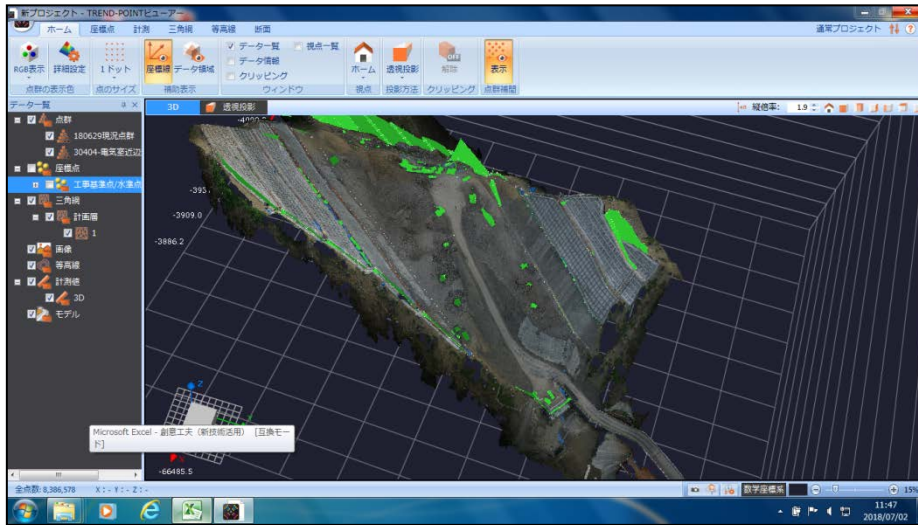 新プロジェクト - TREND-POINTビューアー
ホーム 座標点 計測 三角網 等高線 断面
通常プロジェクト
RGB表示 詳細設定 1ドット 座標線 データ領域
データ一覧 視点一覧
データ情報
クリッピング
ホーム 透視投影 解除 表示
点群の表示色 点のサイズ 補助表示 ウィンドウ 視点 投影方法 クリッピング 点群補間
データ一覧
3D 透視投影 縦倍率: 1.9
点群
180629現況点群
30404-電気室近辺
座標点
工事基準点/水準点
三角網
計画層
1
画像
等高線
計測値
3D
モデル
-3909.0
-3886.2
Z
Microsoft Excel - 創意工夫（新技術活用） [互換モー
ド]
-66485.5
全点数: 8,386,578 X : - Y : - Z : -
数学座標系 15%
11:47
2018/07/02